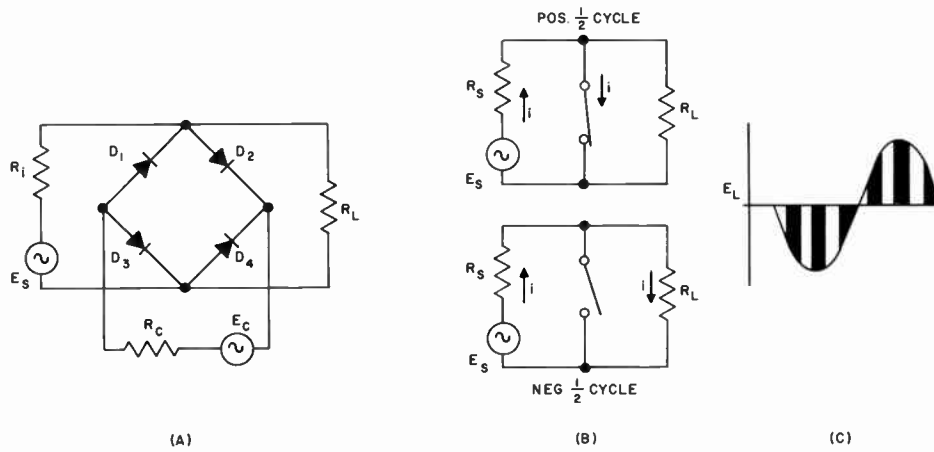 R_i
E_S
D_1
D_2
D_3
D_4
R_L
R_C
E_C
(A)
POS. 1/2 CYCLE
R_S
i
i
R_L
E_S
R_S
i
i
R_L
E_S
NEG 1/2 CYCLE
(B)
E_L
(C)